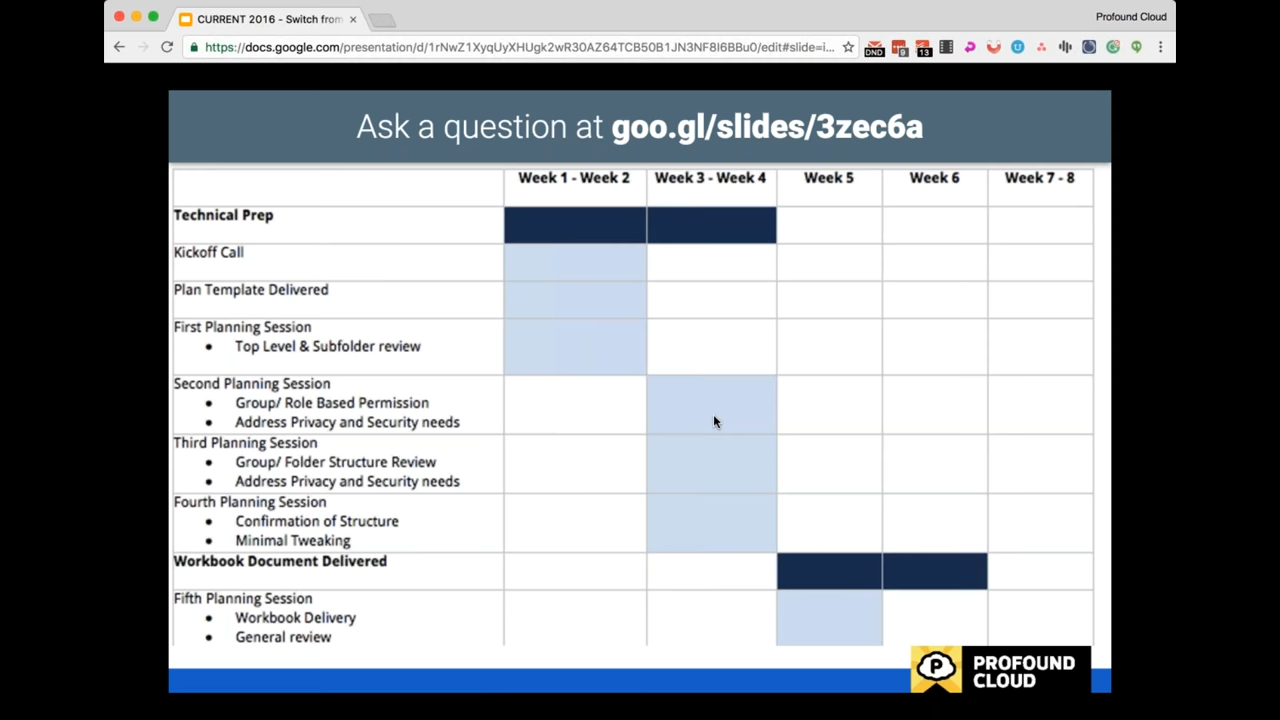 CURRENT 2016 - Switch from
Profound Cloud
https://docs.google.com/presentation/d/1rNwZ1XyqUyXHUgk2wR30AZ64TCB50B1JN3NF8I6BBu0/edit#slide=i...
DND
9
13
Ask a question at goo.gl/slides/3zec6a
Week 1 - Week 2 Week 3 - Week 4 Week 5 Week 6 Week 7 - 8
Technical Prep
Kickoff Call
Plan Template Delivered
First Planning Session
• Top Level & Subfolder review
Second Planning Session
• Group/ Role Based Permission
• Address Privacy and Security needs
Third Planning Session
• Group/ Folder Structure Review
• Address Privacy and Security needs
Fourth Planning Session
• Confirmation of Structure
• Minimal Tweaking
Workbook Document Delivered
Fifth Planning Session
• Workbook Delivery
• General review
P
PROFOUND
CLOUD